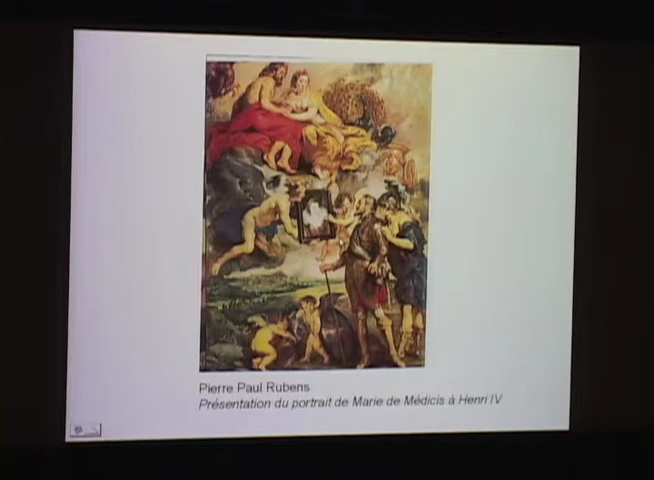 Pierre Paul Rubens
Présentation du portrait de Marie de Médicis à Henri IV